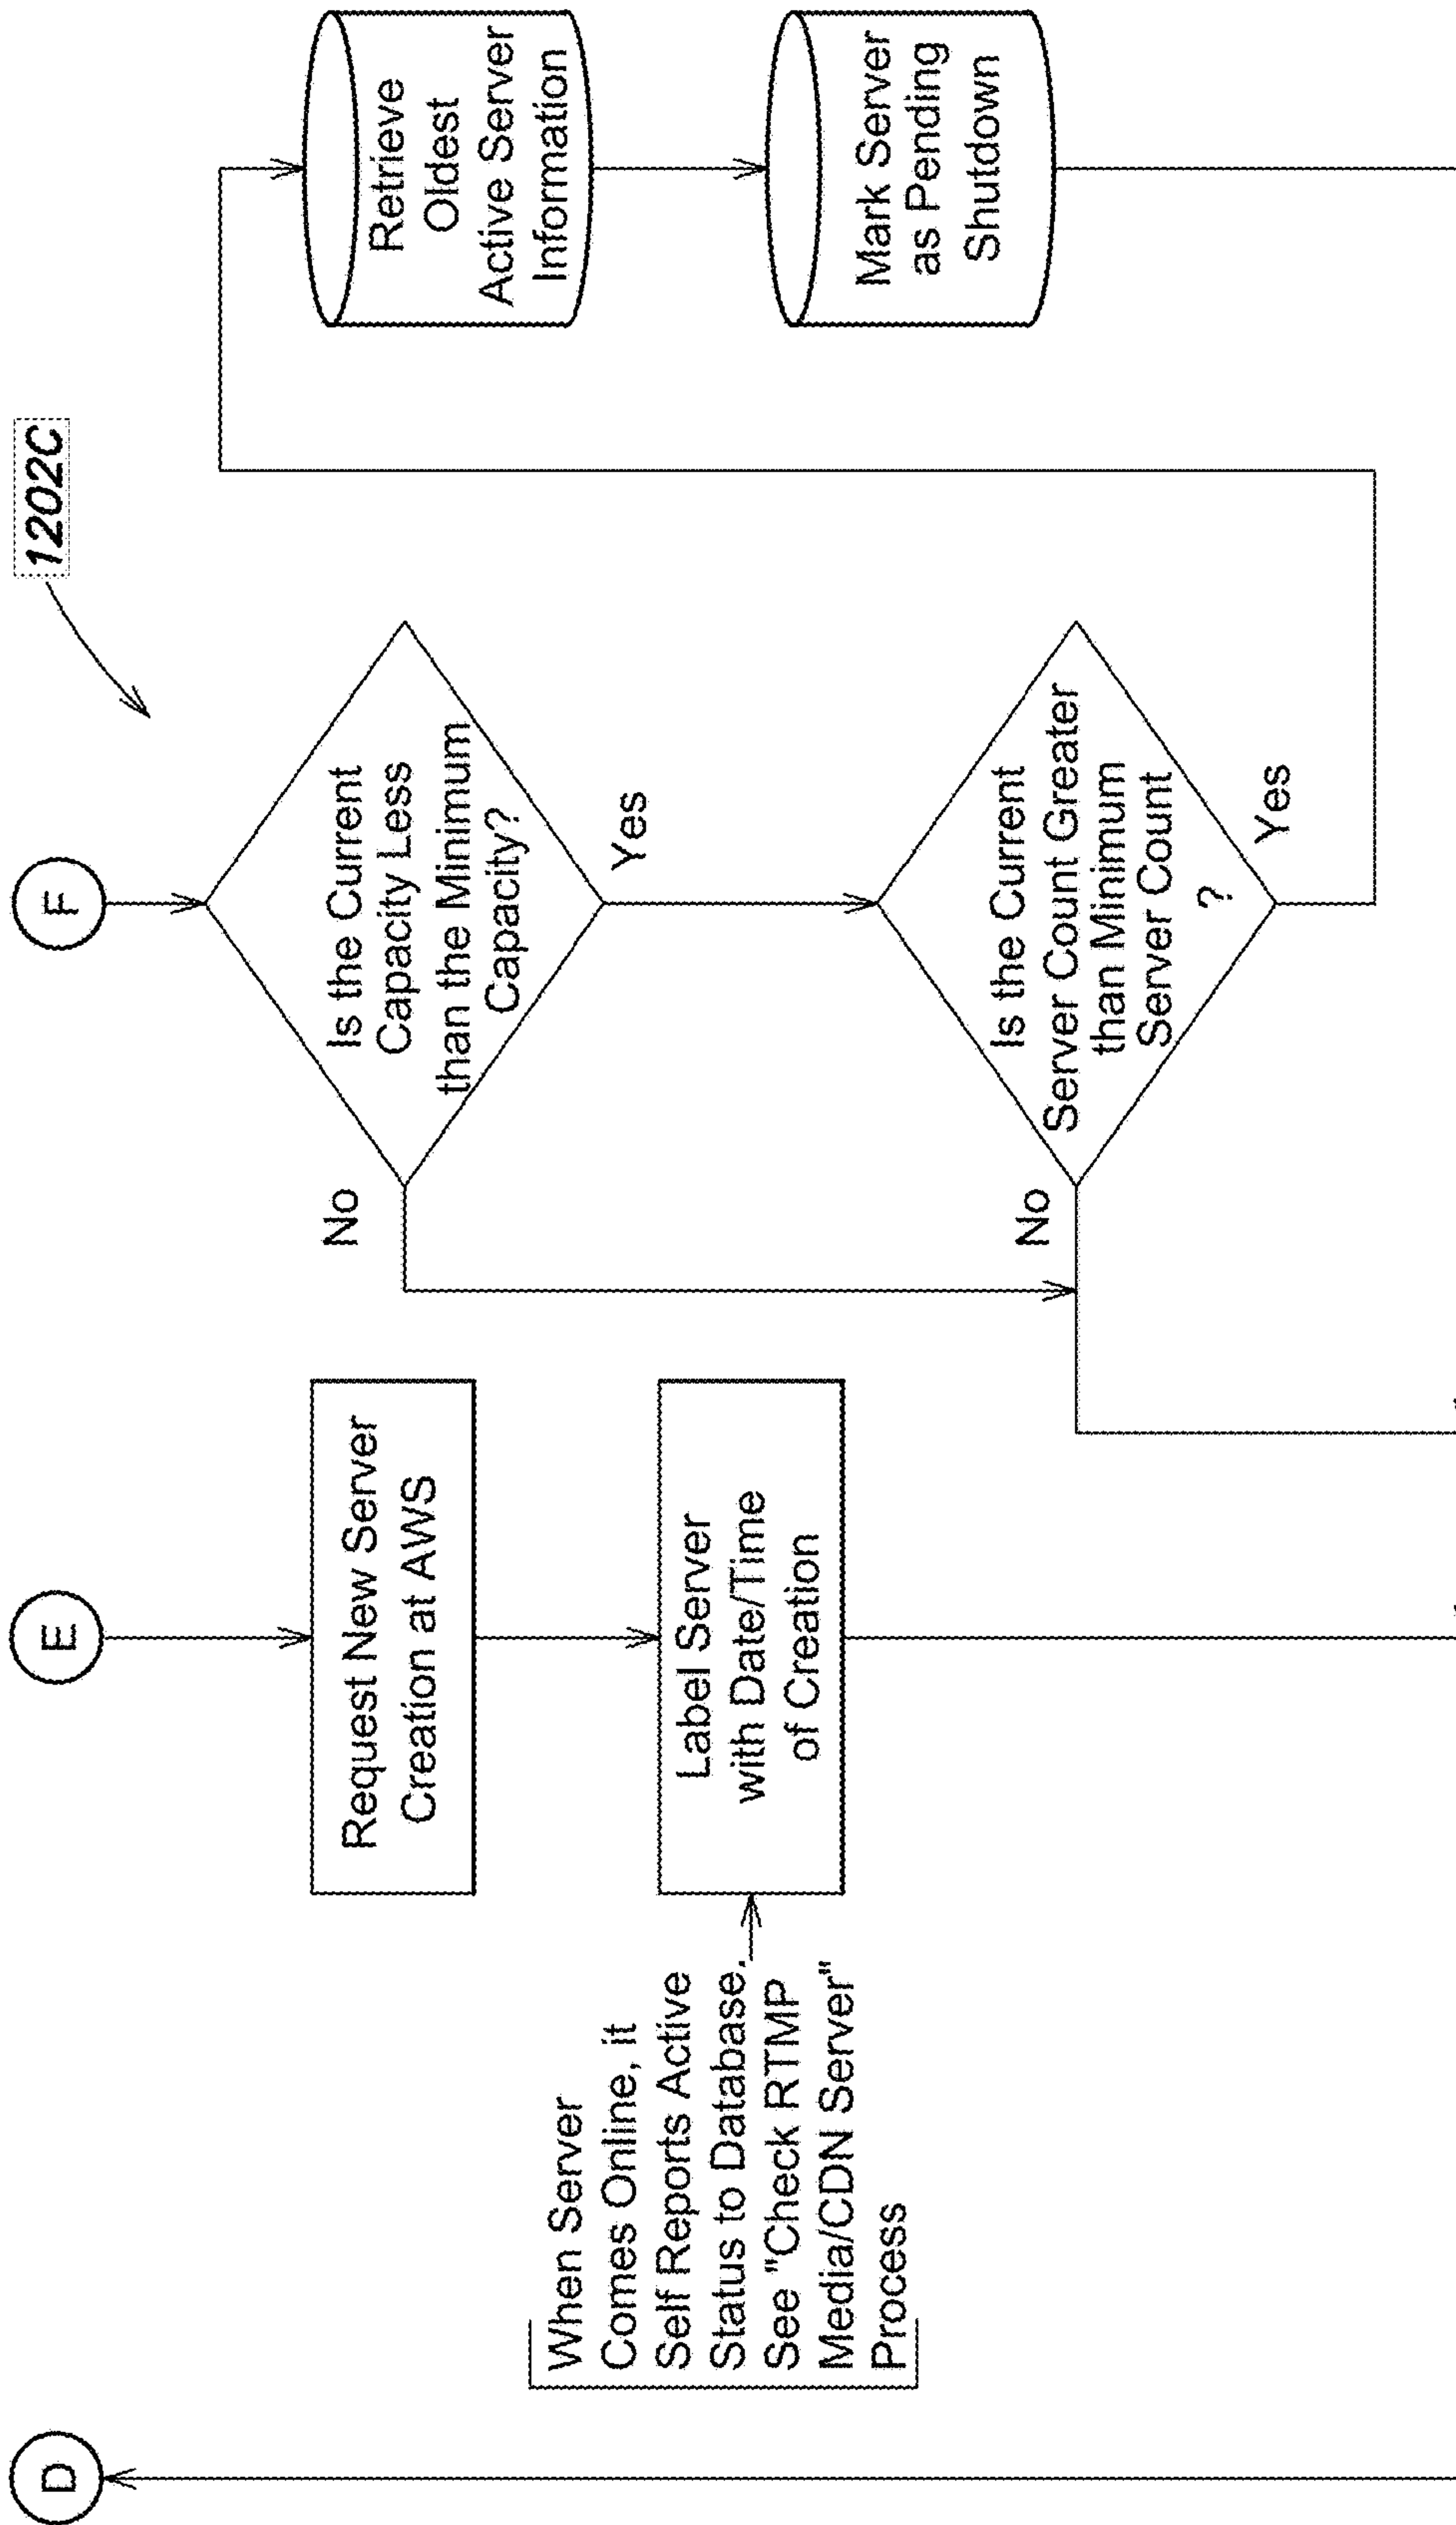 1202C
D
E
F
When Server
Comes Online, it
Self Reports Active
Status to Database.
See "Check RTMP
Media/CDN Server"
Process
Request New Server
Creation at AWS
Label Server
with Date/Time
of Creation
Is the Current
Capacity Less
than the Minimum
Capacity?
No
Yes
Is the Current
Server Count Greater
than Minimum
Server Count
?
No
Yes
Retrieve
Oldest
Active Server
Information
Mark Server
as Pending
Shutdown